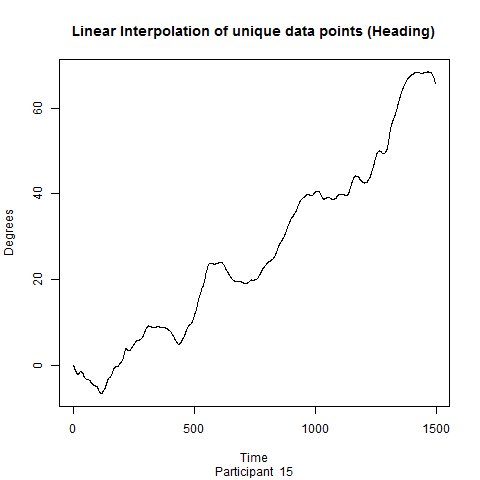 Linear Interpolation of unique data points (Heading)
Degrees
60
40
20
0
0 500 1000 1500
Time
Participant 15